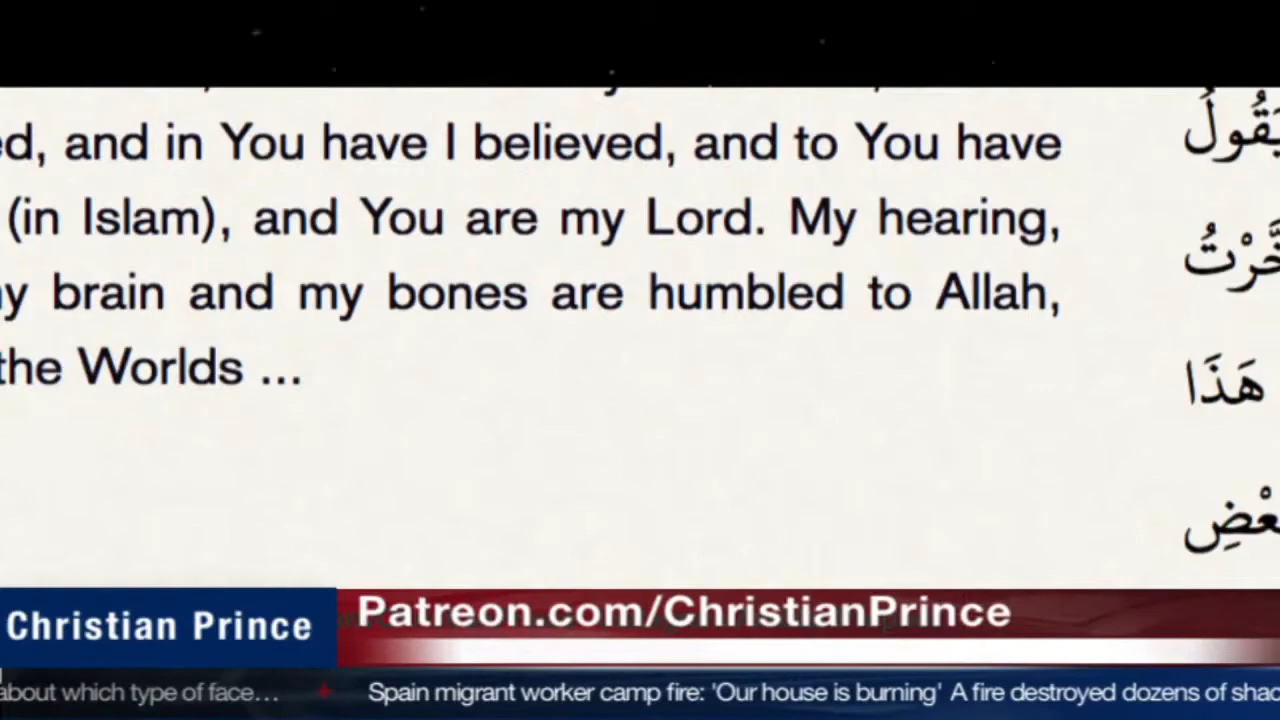 ed, and in You have I believed, and to You have
(in Islam), and You are my Lord. My hearing,
y brain and my bones are humbled to Allah,
the Worlds ...
هَذَا
Christian Prince
Patreon.com/ChristianPrince
about which type of face...
Spain migrant worker camp fire: 'Our house is burning' A fire destroyed dozens of shac